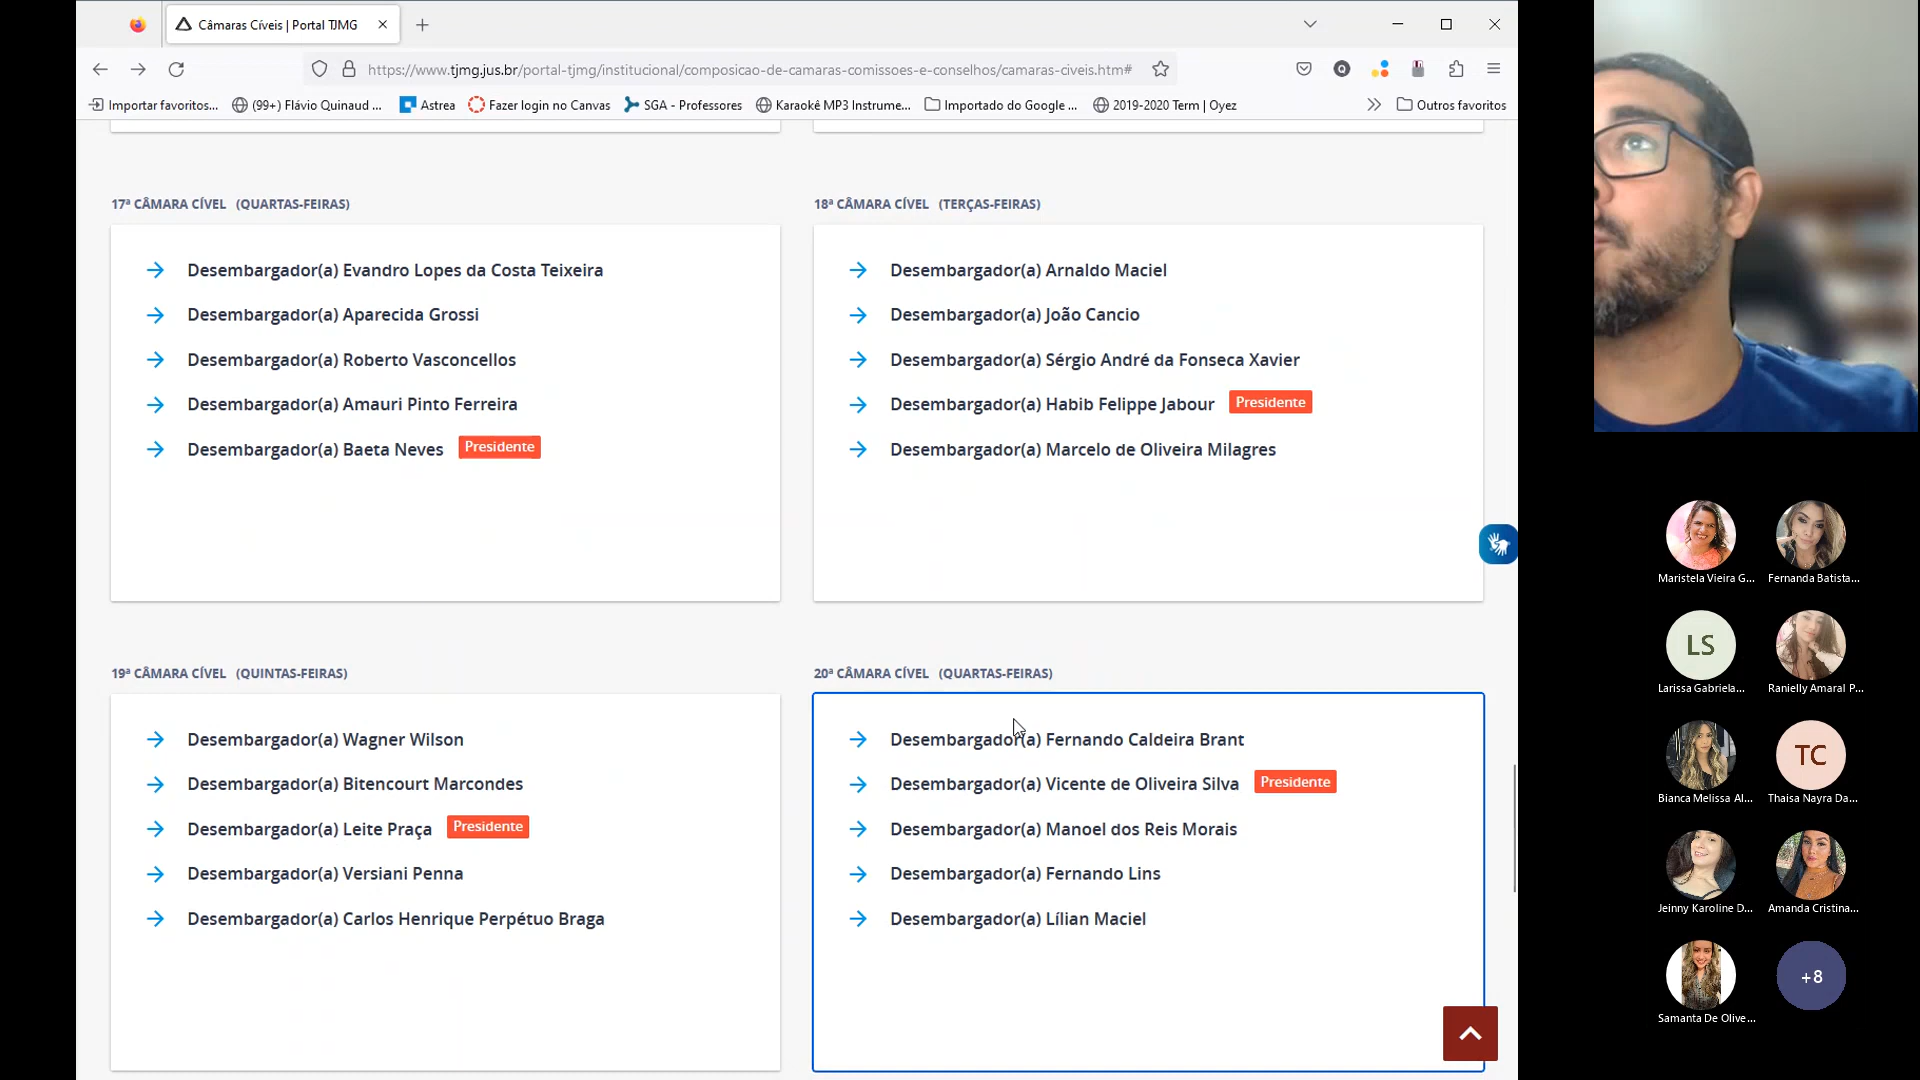 Câmaras Cíveis | Portal TJMG
https://www.tjmg.jus.br/portal-tjmg/institucional/composicao-de-camaras-comissoes-e-conselhos/camaras-civeis.htm#
Importar favoritos...
(99+) Flávio Quinaud ...
Astrea
Fazer login no Canvas
SGA - Professores
Karaokê MP3 Instrume...
Importado do Google ...
2019-2020 Term | Oyez
Outros favoritos
17ª CÂMARA CÍVEL (QUARTAS-FEIRAS)
Desembargador(a) Evandro Lopes da Costa Teixeira
Desembargador(a) Aparecida Grossi
Desembargador(a) Roberto Vasconcellos
Desembargador(a) Amauri Pinto Ferreira
Desembargador(a) Baeta Neves Presidente
18ª CÂMARA CÍVEL (TERÇAS-FEIRAS)
Desembargador(a) Arnaldo Maciel
Desembargador(a) João Cancio
Desembargador(a) Sérgio André da Fonseca Xavier
Desembargador(a) Habib Felippe Jabour Presidente
Desembargador(a) Marcelo de Oliveira Milagres
19ª CÂMARA CÍVEL (QUINTAS-FEIRAS)
Desembargador(a) Wagner Wilson
Desembargador(a) Bitencourt Marcondes
Desembargador(a) Leite Praça Presidente
Desembargador(a) Versiani Penna
Desembargador(a) Carlos Henrique Perpétuo Braga
20ª CÂMARA CÍVEL (QUARTAS-FEIRAS)
Desembargador(a) Fernando Caldeira Brant
Desembargador(a) Vicente de Oliveira Silva Presidente
Desembargador(a) Manoel dos Reis Morais
Desembargador(a) Fernando Lins
Desembargador(a) Lílian Maciel
Maristela Vieira G...
Fernanda Batista...
LS
Larissa Gabriela...
Ranielly Amaral P...
Bianca Melissa Al...
TC
Thaisa Nayra Da...
Jeinny Karoline D...
Amanda Cristina...
Samanta De Olive...
+8